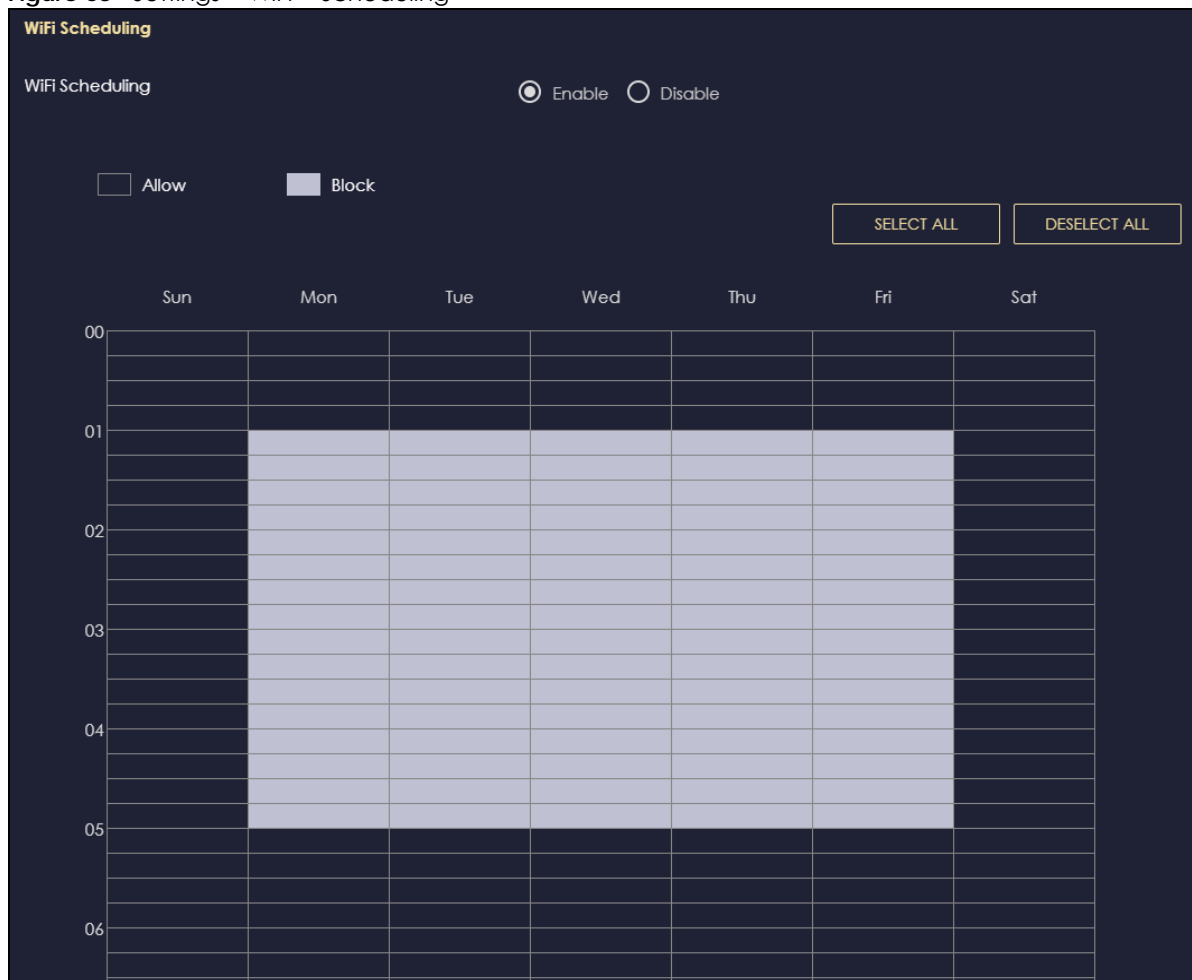 WiFi Scheduling
WiFi Scheduling Enable Disable
Allow Block
SELECT ALL DESELECT ALL
Sun Mon Tue Wed Thu Fri Sat
00
01
02
03
04
05
06